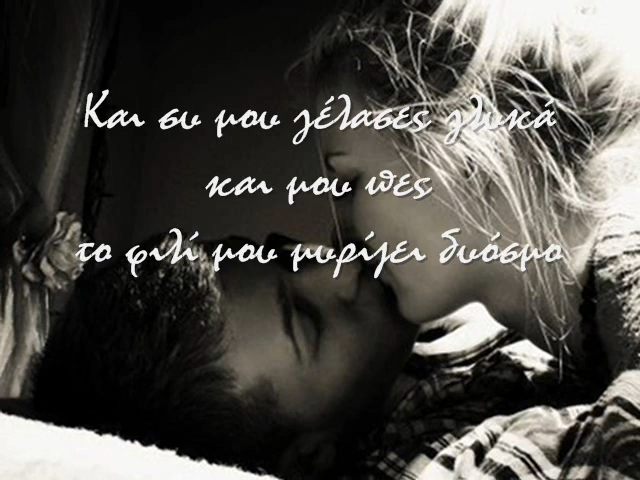 Και συ μου γέλασες γλυκά
και μου πες
το φιλί μου μυρίζει δυόσμο